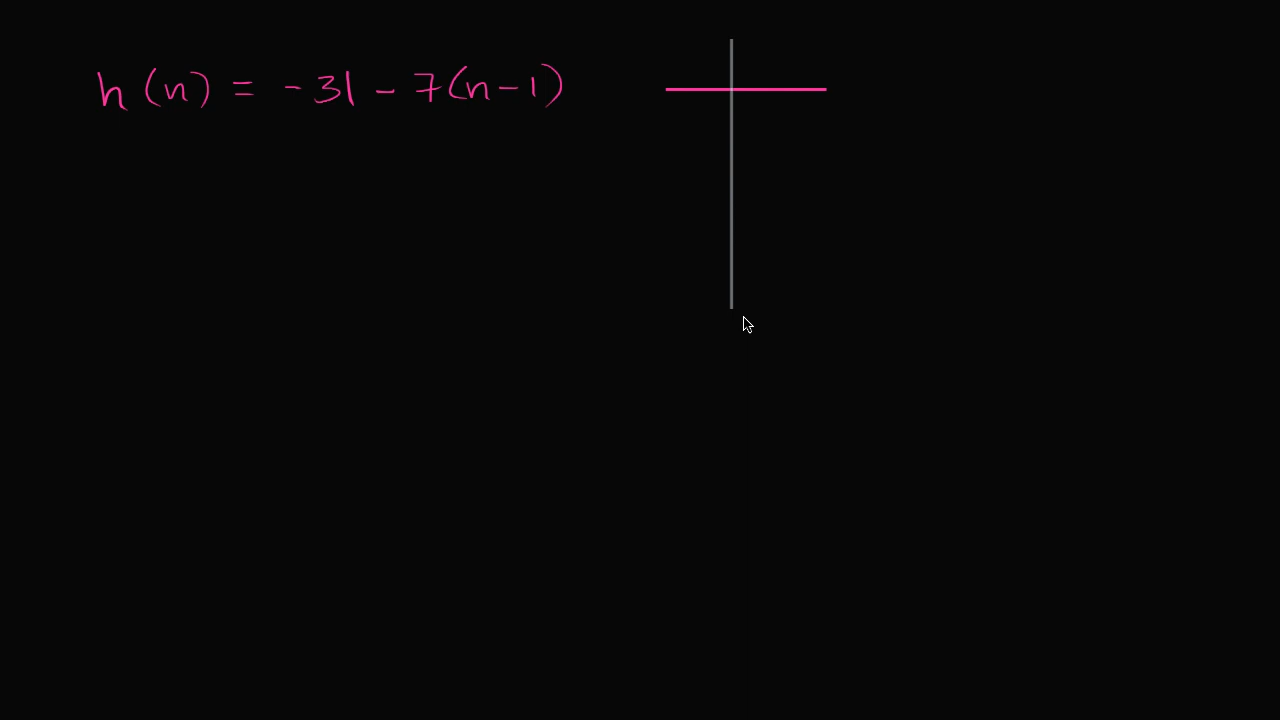 h(n) = -31 - 7(n-1)